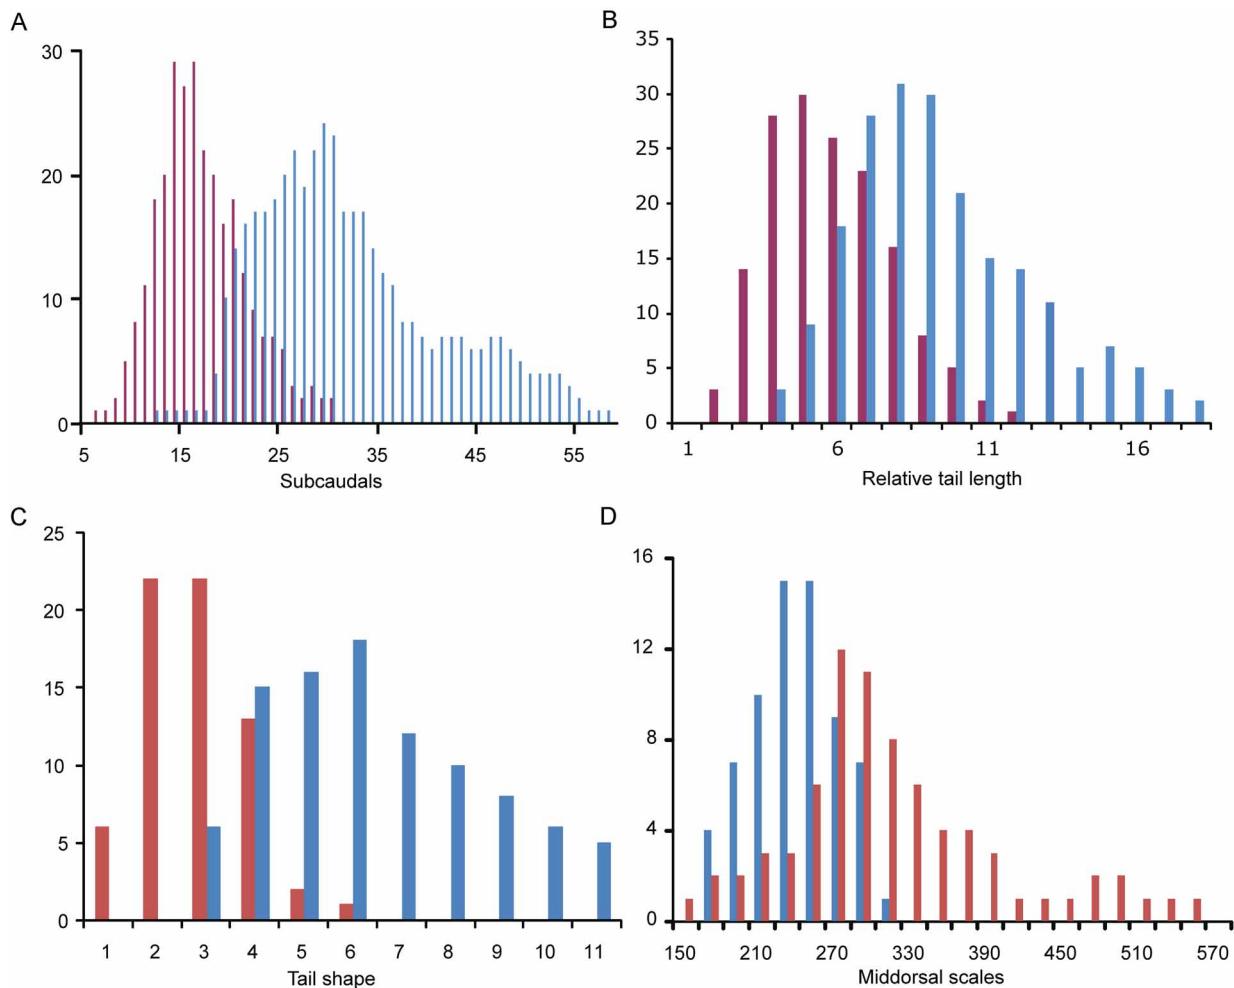 A
30
20
10
0
5 15 25 35 45 55
Subcaudals
B
35
30
25
20
15
10
5
0
1 6 11 16
Relative tail length
C
25
20
15
10
5
0
1 2 3 4 5 6 7 8 9 10 11
Tail shape
D
16
12
8
4
0
150 210 270 330 390 450 510 570
Middorsal scales